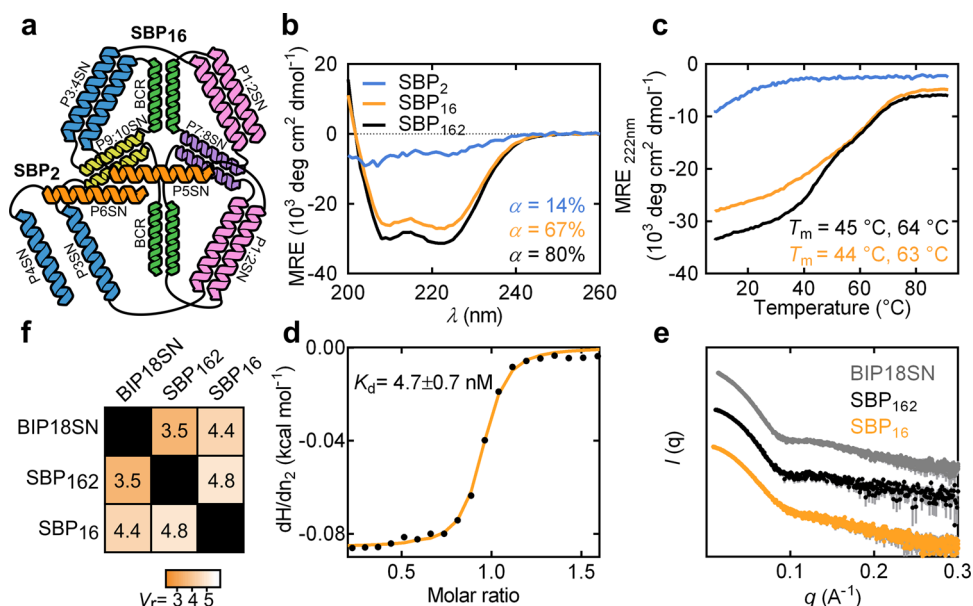 a
SBP16
P3:4SN
BCR
P1:2SN
P9:10SN
P7:8SN
SBP2
P5SN
P6SN
P4SN
P3SN
BCR
P1:2SN
b
MRE (10³ deg cm² dmol⁻¹)
20
0
-20
-40
SBP2
SBP16
SBP162
α = 14%
α = 67%
α = 80%
200 220 240 260
λ (nm)
c
MRE222nm
(10³ deg cm² dmol⁻¹)
0
-10
-20
-30
-40
Tm = 45 °C, 64 °C
Tm = 44 °C, 63 °C
20 40 60 80
Temperature (°C)
f
BIP18SN
SBP162
SBP16
BIP18SN 3.5 4.4
SBP162 3.5 4.8
SBP16 4.4 4.8
Vr= 3 4 5
d
dH/dn2 (kcal mol⁻¹)
0.00
-0.04
-0.08
Kd= 4.7±0.7 nM
0.5 1.0 1.5
Molar ratio
e
I (q)
BIP18SN
SBP162
SBP16
0.1 0.2 0.3
q (A⁻¹)